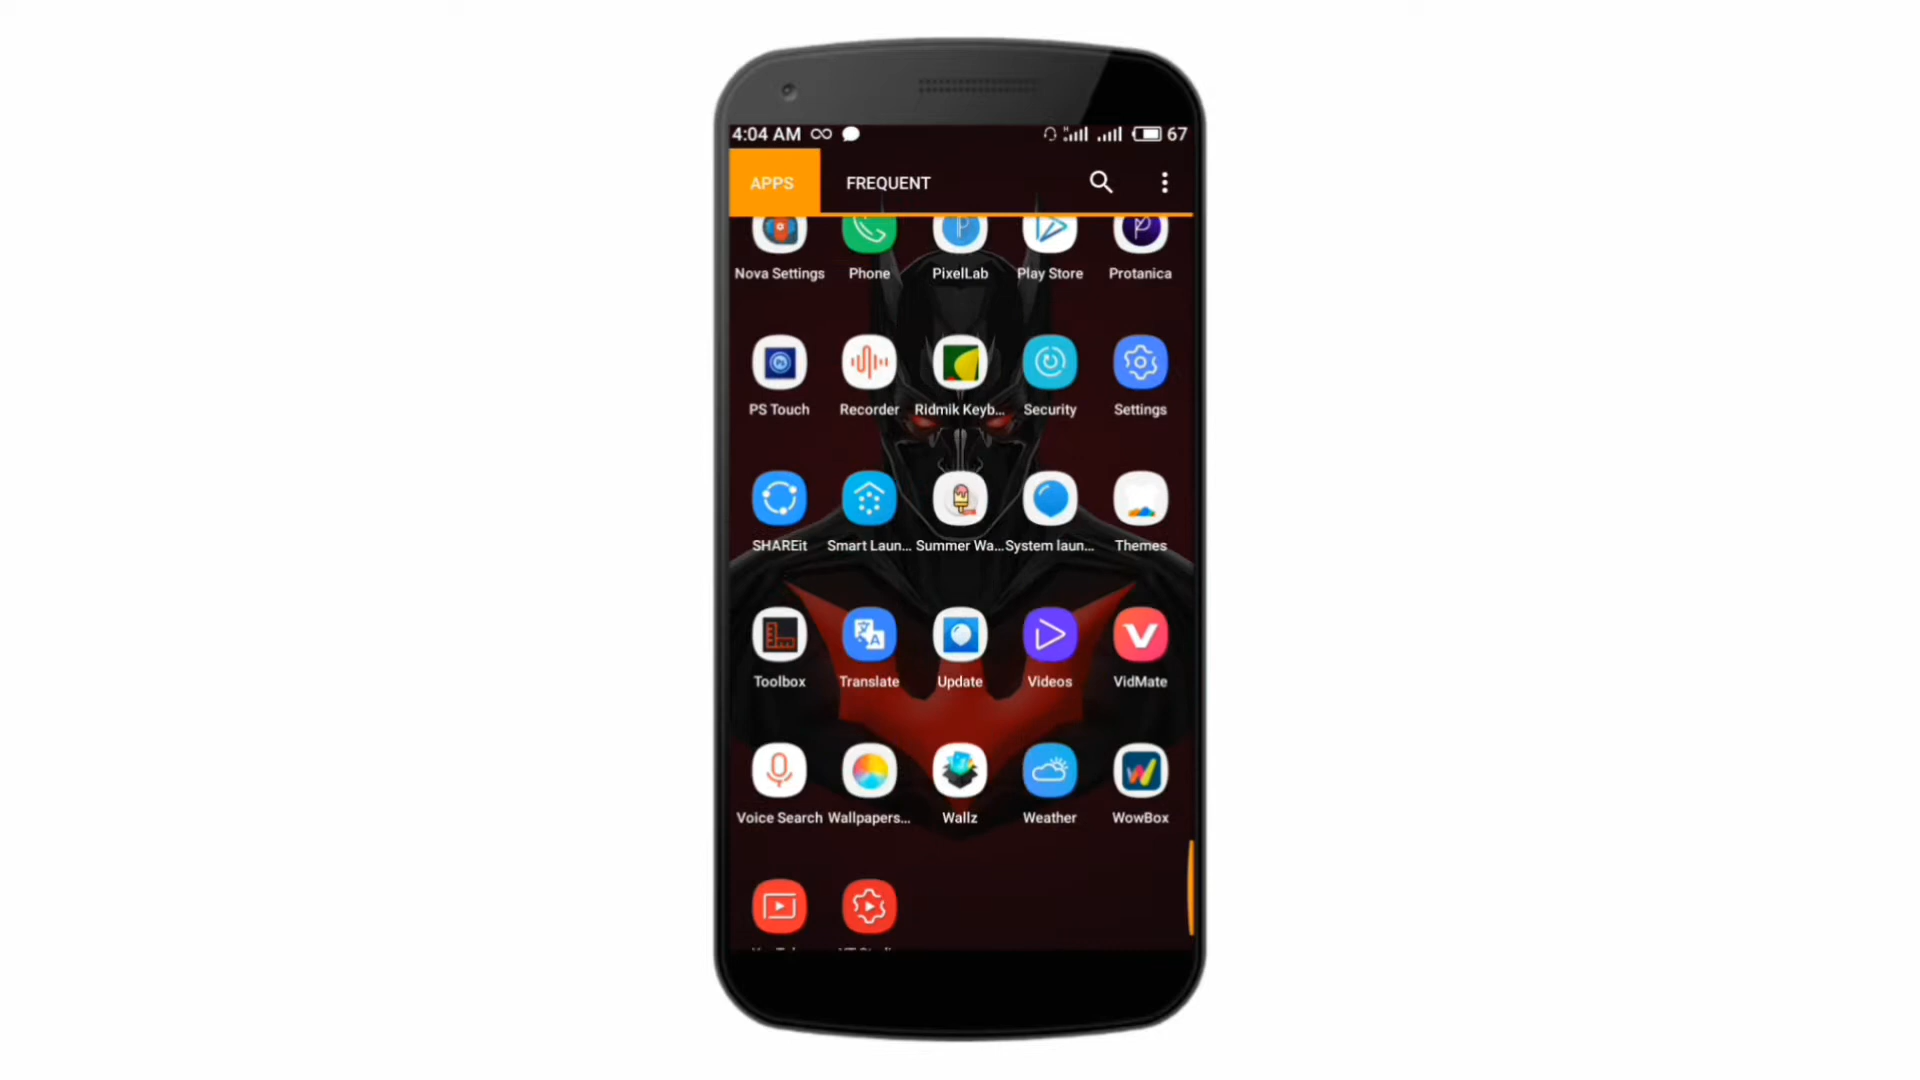 4:04 AM 67
APPS FREQUENT
Nova Settings Phone PixelLab Play Store Protanica
PS Touch Recorder Ridmik Keyb... Security Settings
SHAREit Smart Laun... Summer Wa... System laun... Themes
Toolbox Translate Update Videos VidMate
Voice Search Wallpapers... Wallz Weather WowBox